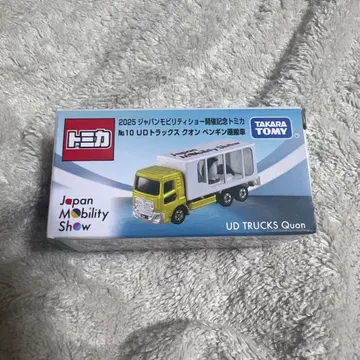 トミカ
2025 ジャパンモビリティショー開催記念トミカ
№10 UDトラックス クオン ペンギン運搬車
TAKARA
TOMY
Japan
Mobility
Show
UD TRUCKS Quon